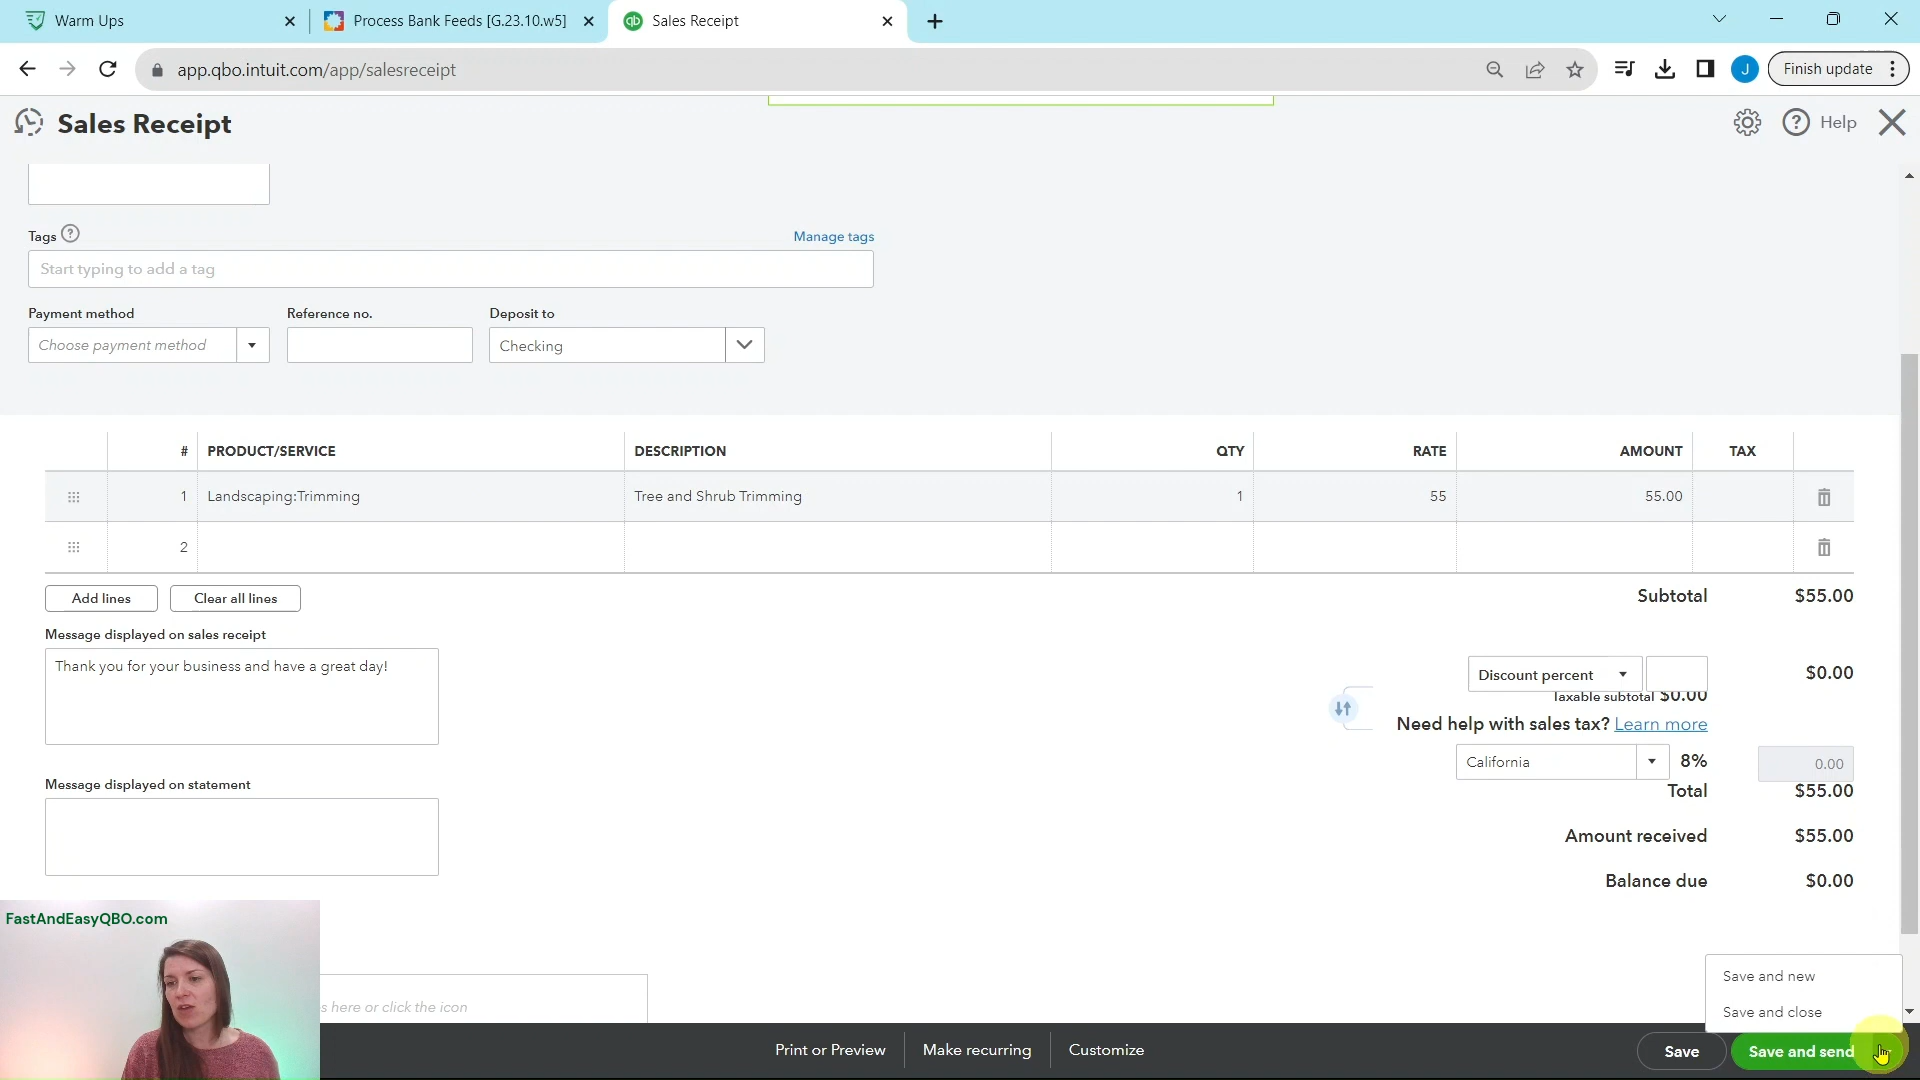 Warm Ups
Process Bank Feeds [G.23.10.w5]
Sales Receipt
app.qbo.intuit.com/app/salesreceipt
J
Finish update
Sales Receipt
Help
Tags
Manage tags
Start typing to add a tag
Payment method
Reference no.
Deposit to
Choose payment method
Checking
# PRODUCT/SERVICE DESCRIPTION QTY RATE AMOUNT TAX
1 Landscaping:Trimming Tree and Shrub Trimming 1 55 55.00
2
Add lines
Clear all lines
Subtotal $55.00
Message displayed on sales receipt
Thank you for your business and have a great day!
Discount percent
$0.00
Taxable subtotal $0.00
Need help with sales tax? Learn more
California
8%
0.00
Total $55.00
Message displayed on statement
Amount received $55.00
Balance due $0.00
FastAndEasyQBO.com
s here or click the icon
Save and new
Save and close
Print or Preview
Make recurring
Customize
Save
Save and send